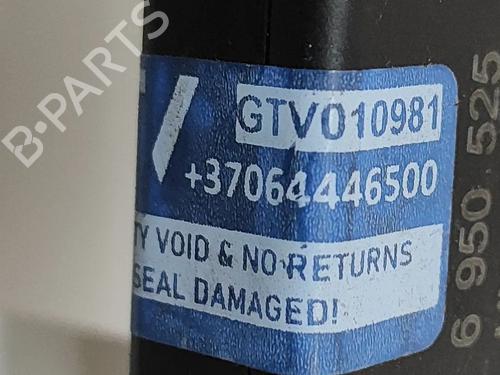 B-PARTS
GTV010981
+37064446500
TY VOID & NO RETURNS
SEAL DAMAGED!
6 950 525